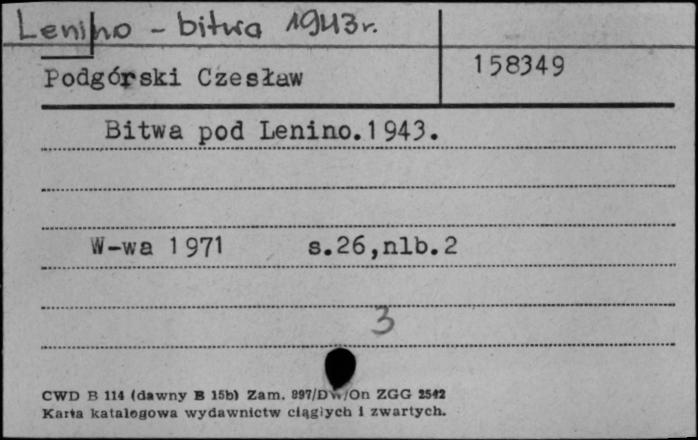 Lenino - bitwa 1943r.
Podgórski Czesław
158349
Bitwa pod Lenino.1943.
W-wa 1971 s.26,nlb.2
3
CWD B 114 (dawny B 15b) Zam. 997/DW/On ZGG 2542
Karta katalogowa wydawnictw ciągłych i zwartych.